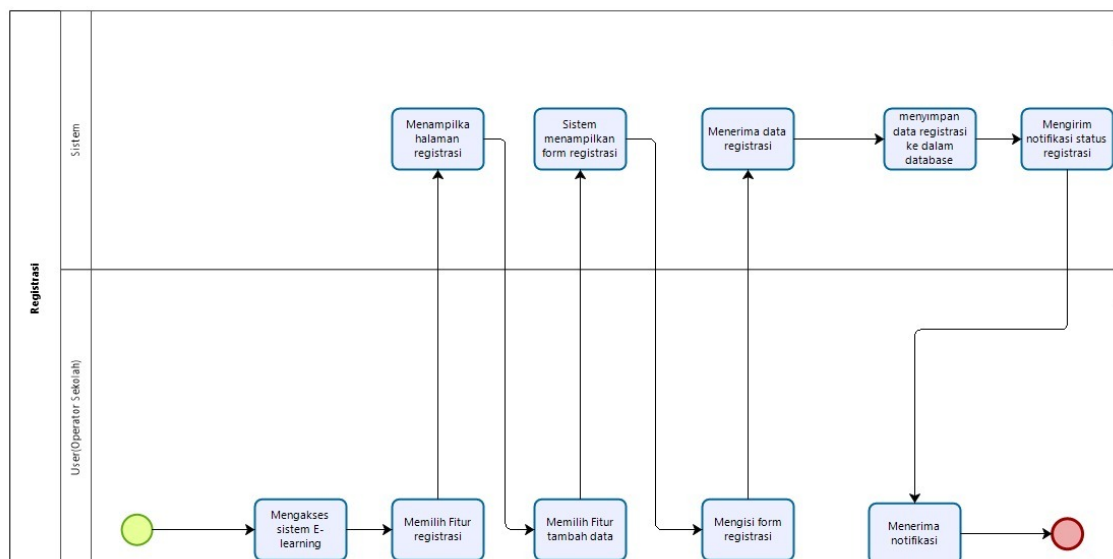 Registrasi
Sistem
Menampilka
halaman
registrasi
Sistem
menampilkan
form registrasi
Menerima data
registrasi
menyimpan
data registrasi
ke dalam
database
Mengirim
notifikasi status
registrasi
User(Operator Sekolah)
Mengakses
sistem E-
learning
Memilih Fitur
registrasi
Memilih Fitur
tambah data
Mengisi form
registrasi
Menerima
notifikasi